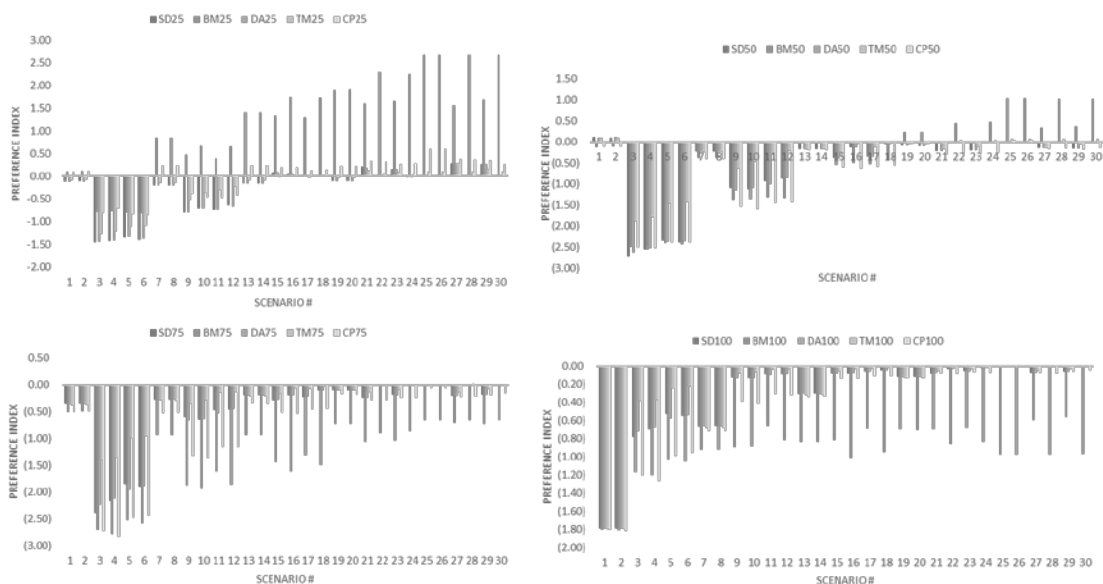 ■ SD25 ■ BM25 ■ DA25 ■ TM25 ■ CP25
PREFERENCE INDEX
3.00
2.50
2.00
1.50
1.00
0.50
0.00
-0.50
-1.00
-1.50
-2.00
1 2 3 4 5 6 7 8 9 10 11 12 13 14 15 16 17 18 19 20 21 22 23 24 25 26 27 28 29 30
SCENARIO #
■ SD50 ■ BM50 ■ DA50 ■ TM50 ■ CP50
PREFERENCE INDEX
1.50
1.00
0.50
0.00
(0.50)
(1.00)
(1.50)
(2.00)
(2.50)
(3.00)
1 2 3 4 5 6 7 8 9 10 11 12 13 14 15 16 17 18 19 20 21 22 23 24 25 26 27 28 29 30
SCENARIO #
■ SD75 ■ BM75 ■ DA75 ■ TM75 ■ CP75
PREFERENCE INDEX
0.50
0.00
(0.50)
(1.00)
(1.50)
(2.00)
(2.50)
(3.00)
1 2 3 4 5 6 7 8 9 10 11 12 13 14 15 16 17 18 19 20 21 22 23 24 25 26 27 28 29 30
SCENARIO #
■ SD100 ■ BM100 ■ DA100 ■ TM100 ■ CP100
PREFERENCE INDEX
0.00
(0.20)
(0.40)
(0.60)
(0.80)
(1.00)
(1.20)
(1.40)
(1.60)
(1.80)
(2.00)
1 2 3 4 5 6 7 8 9 10 11 12 13 14 15 16 17 18 19 20 21 22 23 24 25 26 27 28 29 30
SCENARIO #